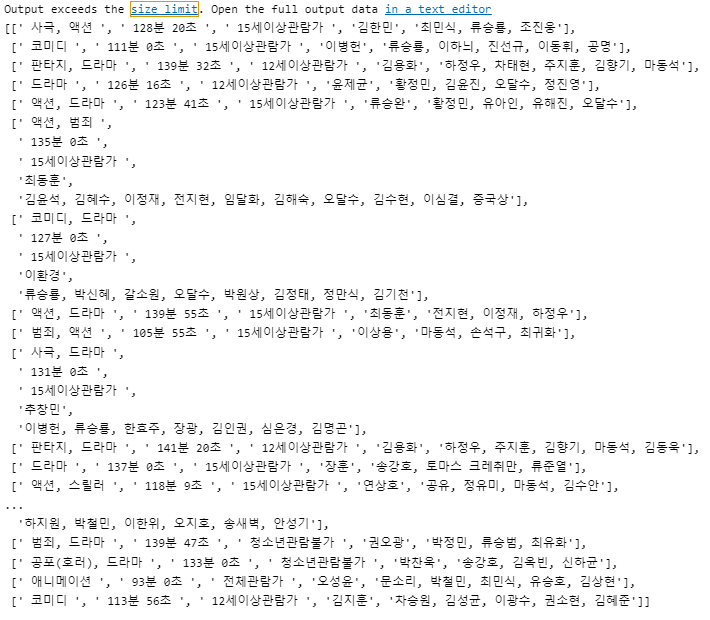 Output exceeds the size limit. Open the full output data in a text editor
[[' 사극, 액션 ', ' 128분 20초 ', ' 15세이상관람가 ', '김한민', '최민식, 류승룡, 조진웅'],
 [' 코미디 ', ' 111분 0초 ', ' 15세이상관람가 ', '이병헌', '류승룡, 이하늬, 진선규, 이동휘, 공명'],
 [' 판타지, 드라마 ', ' 139분 32초 ', ' 12세이상관람가 ', '김용화', '하정우, 차태현, 주지훈, 김향기, 마동석'],
 [' 드라마 ', ' 126분 16초 ', ' 12세이상관람가 ', '윤제균', '황정민, 김윤진, 오달수, 정진영'],
 [' 액션, 드라마 ', ' 123분 41초 ', ' 15세이상관람가 ', '류승완', '황정민, 유아인, 유해진, 오달수'],
 [' 액션, 범죄 ',
  ' 135분 0초 ',
  ' 15세이상관람가 ',
  '최동훈',
  '김윤석, 김혜수, 이정재, 전지현, 임달화, 김해숙, 오달수, 김수현, 이심결, 증국상'],
 [' 코미디, 드라마 ',
  ' 127분 0초 ',
  ' 15세이상관람가 ',
  '이환경',
  '류승룡, 박신혜, 갈소원, 오달수, 박원상, 김정태, 정만식, 김기천'],
 [' 액션, 드라마 ', ' 139분 55초 ', ' 15세이상관람가 ', '최동훈', '전지현, 이정재, 하정우'],
 [' 범죄, 액션 ', ' 105분 55초 ', ' 15세이상관람가 ', '이상용', '마동석, 손석구, 최귀화'],
 [' 사극, 드라마 ',
  ' 131분 0초 ',
  ' 15세이상관람가 ',
  '추창민',
  '이병헌, 류승룡, 한효주, 장광, 김인권, 심은경, 김명곤'],
 [' 판타지, 드라마 ', ' 141분 20초 ', ' 12세이상관람가 ', '김용화', '하정우, 주지훈, 김향기, 마동석, 김동욱'],
 [' 드라마 ', ' 137분 0초 ', ' 15세이상관람가 ', '장훈', '송강호, 토마스 크레취만, 류준열'],
 [' 액션, 스릴러 ', ' 118분 9초 ', ' 15세이상관람가 ', '연상호', '공유, 정유미, 마동석, 김수안'],
...
  '하지원, 박철민, 이한위, 오지호, 송새벽, 안성기'],
 [' 범죄, 드라마 ', ' 139분 47초 ', ' 청소년관람불가 ', '권오광', '박정민, 류승범, 최유화'],
 [' 공포(호러), 드라마 ', ' 133분 0초 ', ' 청소년관람불가 ', '박찬욱', '송강호, 김옥빈, 신하균'],
 [' 애니메이션 ', ' 93분 0초 ', ' 전체관람가 ', '오성윤', '문소리, 박철민, 최민식, 유승호, 김상현'],
 [' 코미디 ', ' 113분 56초 ', ' 12세이상관람가 ', '김지훈', '차승원, 김성균, 이광수, 권소현, 김혜준']]